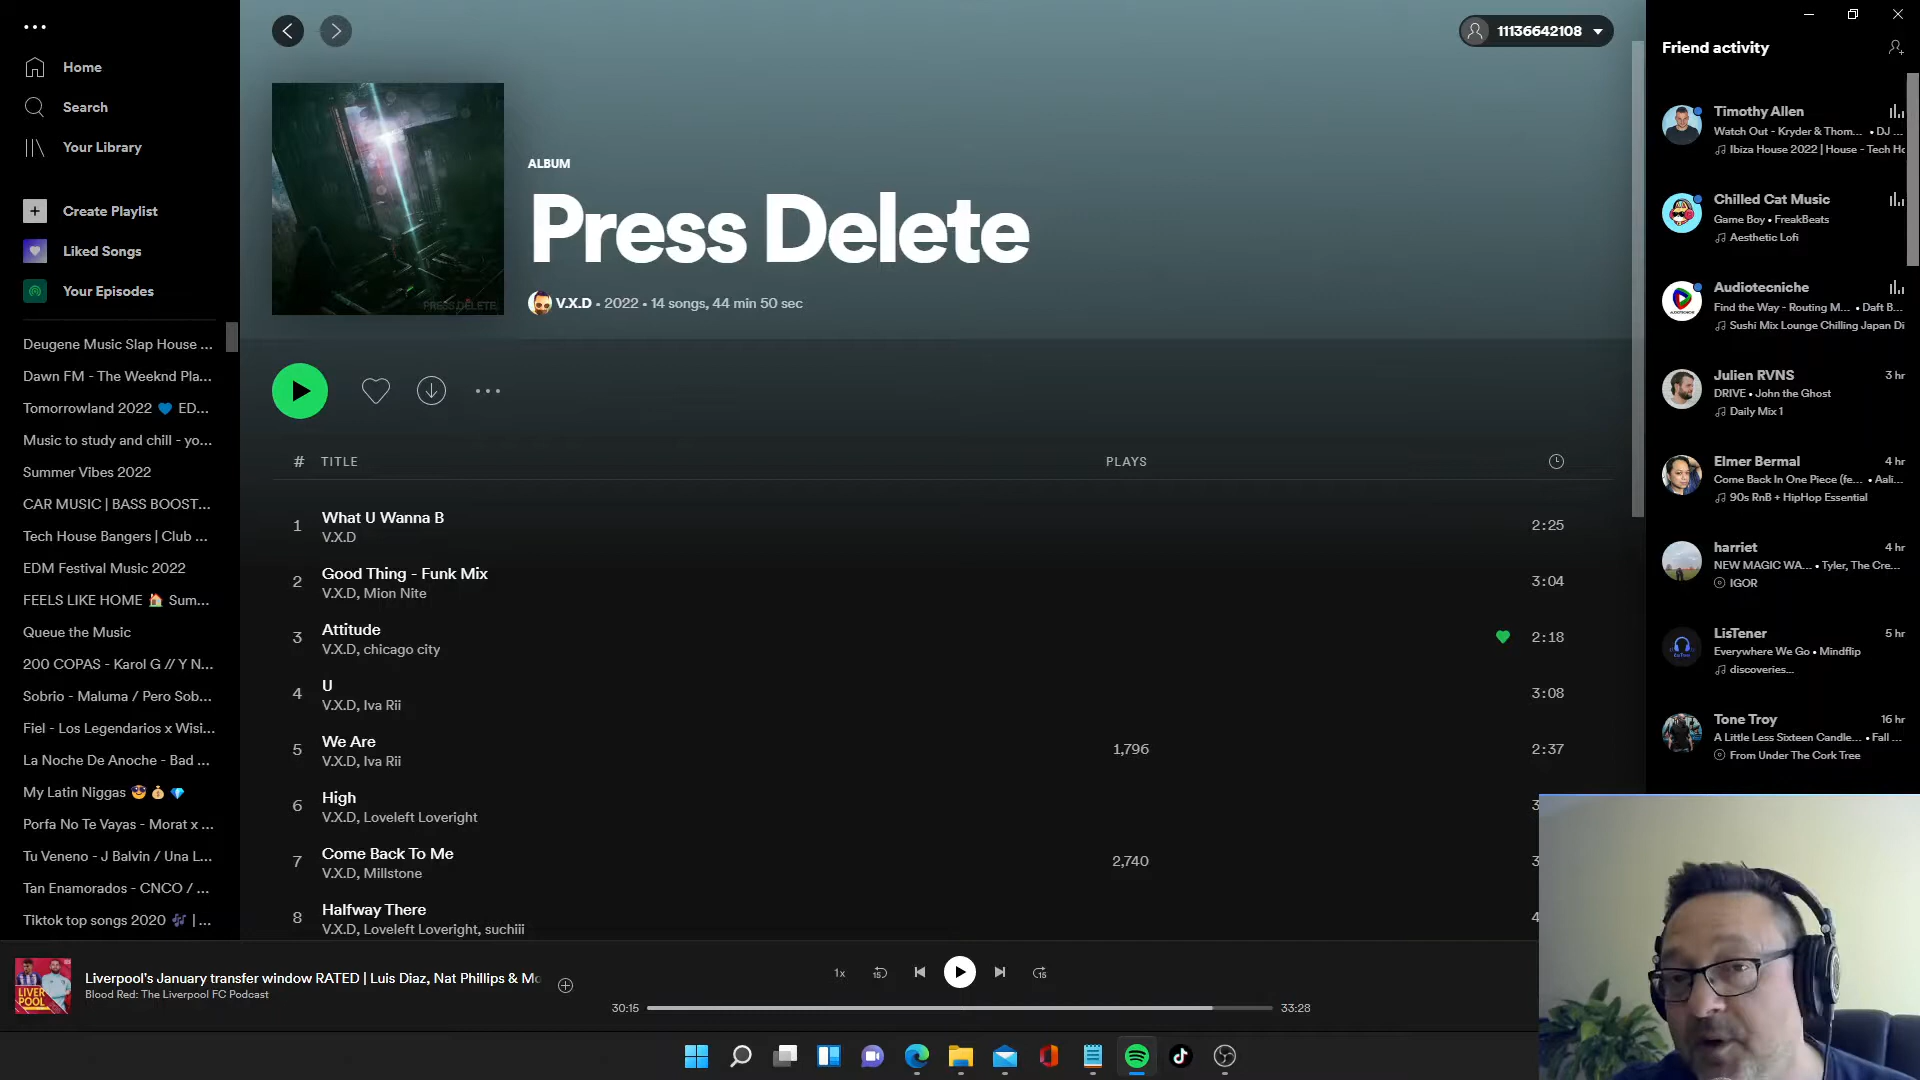 Home
Search
Your Library
Create Playlist
Liked Songs
Your Episodes
Deugene Music Slap House ...
Dawn FM - The Weeknd Pla...
Tomorrowland 2022 💙 ED...
Music to study and chill - yo...
Summer Vibes 2022
CAR MUSIC | BASS BOOST...
Tech House Bangers | Club ...
EDM Festival Music 2022
FEELS LIKE HOME 🏠 Sum...
Queue the Music
200 COPAS - Karol G // Y N...
Sobrio - Maluma / Pero Sob...
Fiel - Los Legendarios x Wisi...
La Noche De Anoche - Bad ...
My Latin Niggas 😎💰💎
Porfa No Te Vayas - Morat x ...
Tu Veneno - J Balvin / Una L...
Tan Enamorados - CNCO / ...
Tiktok top songs 2020 🎶 | ...
11136642108
PRESS DELETE
ALBUM
Press Delete
V.X.D • 2022 • 14 songs, 44 min 50 sec
# TITLE PLAYS
1 What U Wanna B 2:25
V.X.D
2 Good Thing - Funk Mix 3:04
V.X.D, Mion Nite
3 Attitude 2:18
V.X.D, chicago city
4 U 3:08
V.X.D, Iva Rii
5 We Are 1,796 2:37
V.X.D, Iva Rii
6 High 3
V.X.D, Loveleft Loveright
7 Come Back To Me 2,740 3
V.X.D, Millstone
8 Halfway There 4
V.X.D, Loveleft Loveright, suchiii
Friend activity
Timothy Allen
Watch Out - Kryder & Thom... • DJ ...
Ibiza House 2022 | House - Tech Ho
Chilled Cat Music
Game Boy • FreakBeats
Aesthetic Lofi
Audiotecniche
Find the Way - Routing M... • Daft B...
Sushi Mix Lounge Chilling Japan Di
Julien RVNS 3 hr
DRIVE • John the Ghost
Daily Mix 1
Elmer Bermal 4 hr
Come Back In One Piece (fe... • Aali...
90s RnB + HipHop Essential
harriet 4 hr
NEW MAGIC WA... • Tyler, The Cre...
IGOR
LisTener 5 hr
Everywhere We Go • Mindflip
discoveries...
Tone Troy 16 hr
A Little Less Sixteen Candle... • Fall ...
From Under The Cork Tree
LIVERPOOL
Liverpool's January transfer window RATED | Luis Diaz, Nat Phillips & Mo
Blood Red: The Liverpool FC Podcast
1x 15 15
30:15 33:28